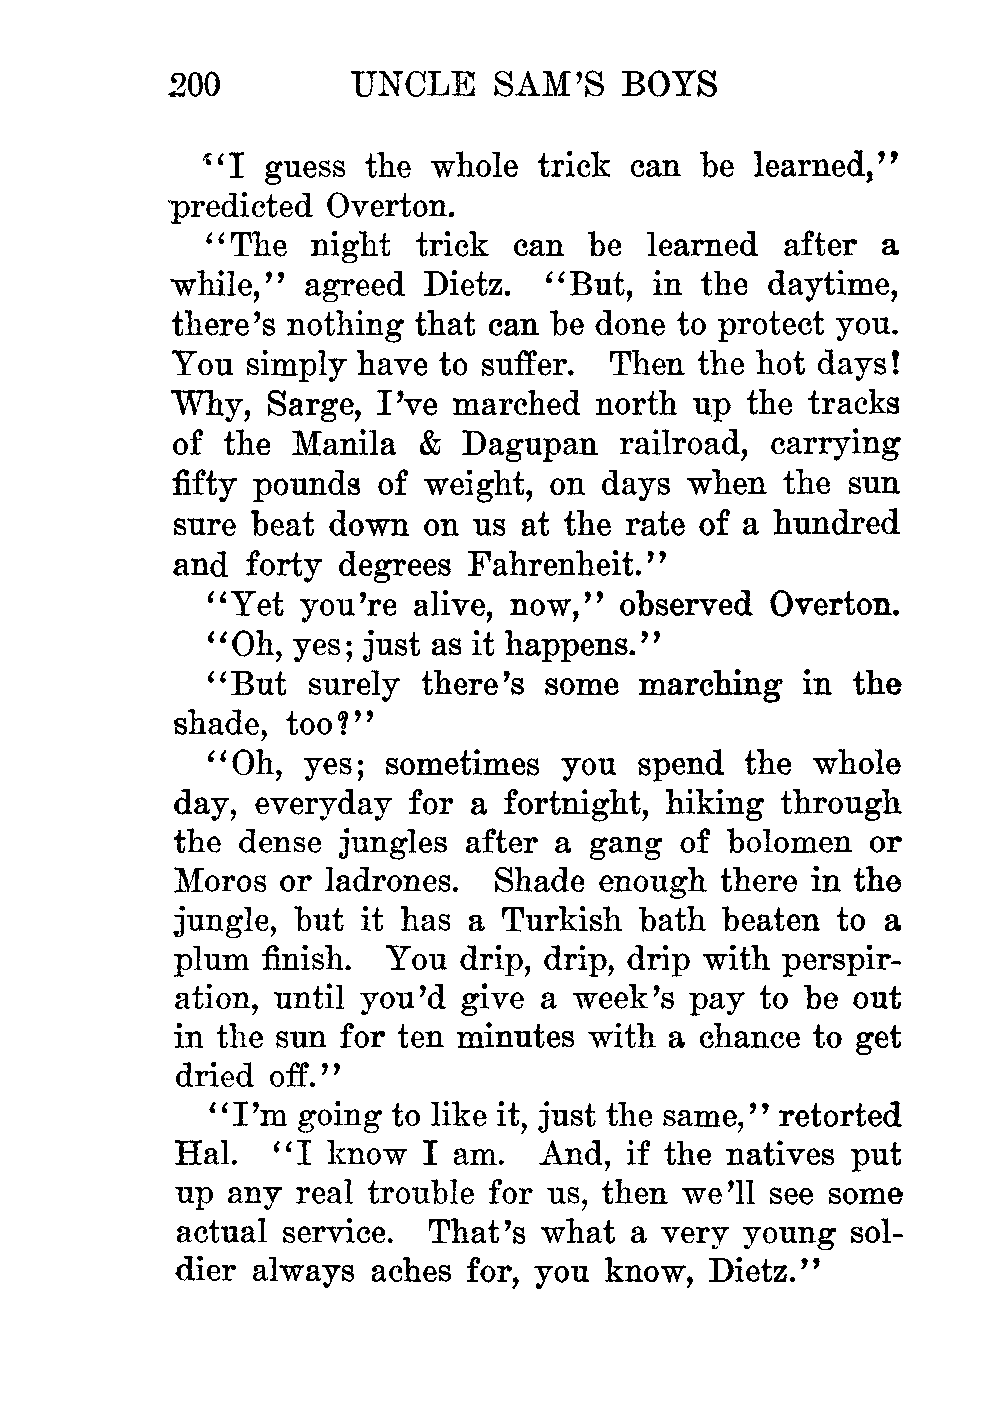 200 UNCLE SAM'S BOYS
"I guess the whole trick can be learned,"
predicted Overton.
"The night trick can be learned after a
while," agreed Dietz. "But, in the daytime,
there's nothing that can be done to protect you.
You simply have to suffer. Then the hot days!
Why, Sarge, I've marched north up the tracks
of the Manila & Dagupan railroad, carrying
fifty pounds of weight, on days when the sun
sure beat down on us at the rate of a hundred
and forty degrees Fahrenheit."
"Yet you're alive, now," observed Overton.
"Oh, yes; just as it happens."
"But surely there's some marching in the
shade, too?"
"Oh, yes; sometimes you spend the whole
day, everyday for a fortnight, hiking through
the dense jungles after a gang of bolomen or
Moros or ladrones. Shade enough there in the
jungle, but it has a Turkish bath beaten to a
plum finish. You drip, drip, drip with perspir-
ation, until you'd give a week's pay to be out
in the sun for ten minutes with a chance to get
dried off."
"I'm going to like it, just the same," retorted
Hal. "I know I am. And, if the natives put
up any real trouble for us, then we'll see some
actual service. That's what a very young sol-
dier always aches for, you know, Dietz."